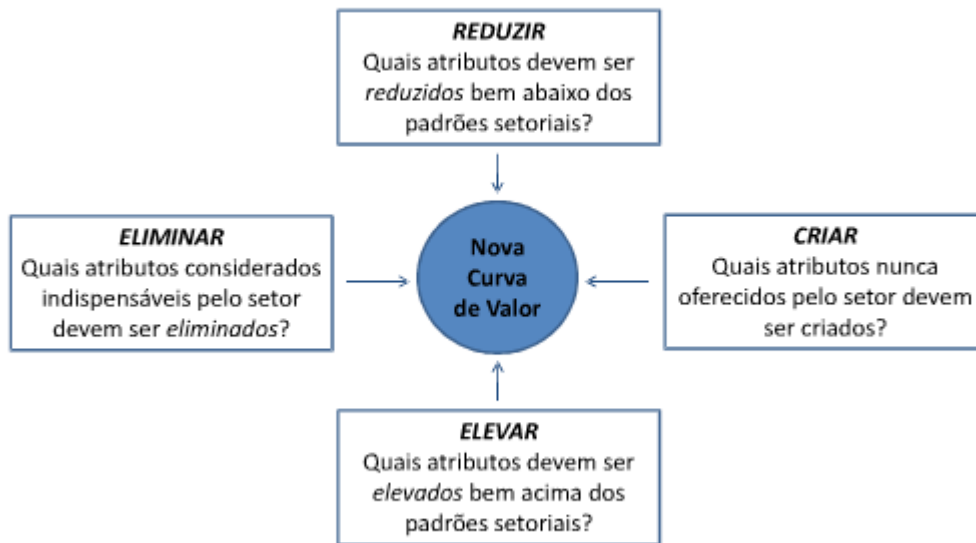 REDUZIR
Quais atributos devem ser
reduzidos bem abaixo dos
padrões setoriais?
ELIMINAR
Quais atributos considerados
indispensáveis pelo setor
devem ser eliminados?
Nova
Curva
de Valor
CRIAR
Quais atributos nunca
oferecidos pelo setor devem
ser criados?
ELEVAR
Quais atributos devem ser
elevados bem acima dos
padrões setoriais?